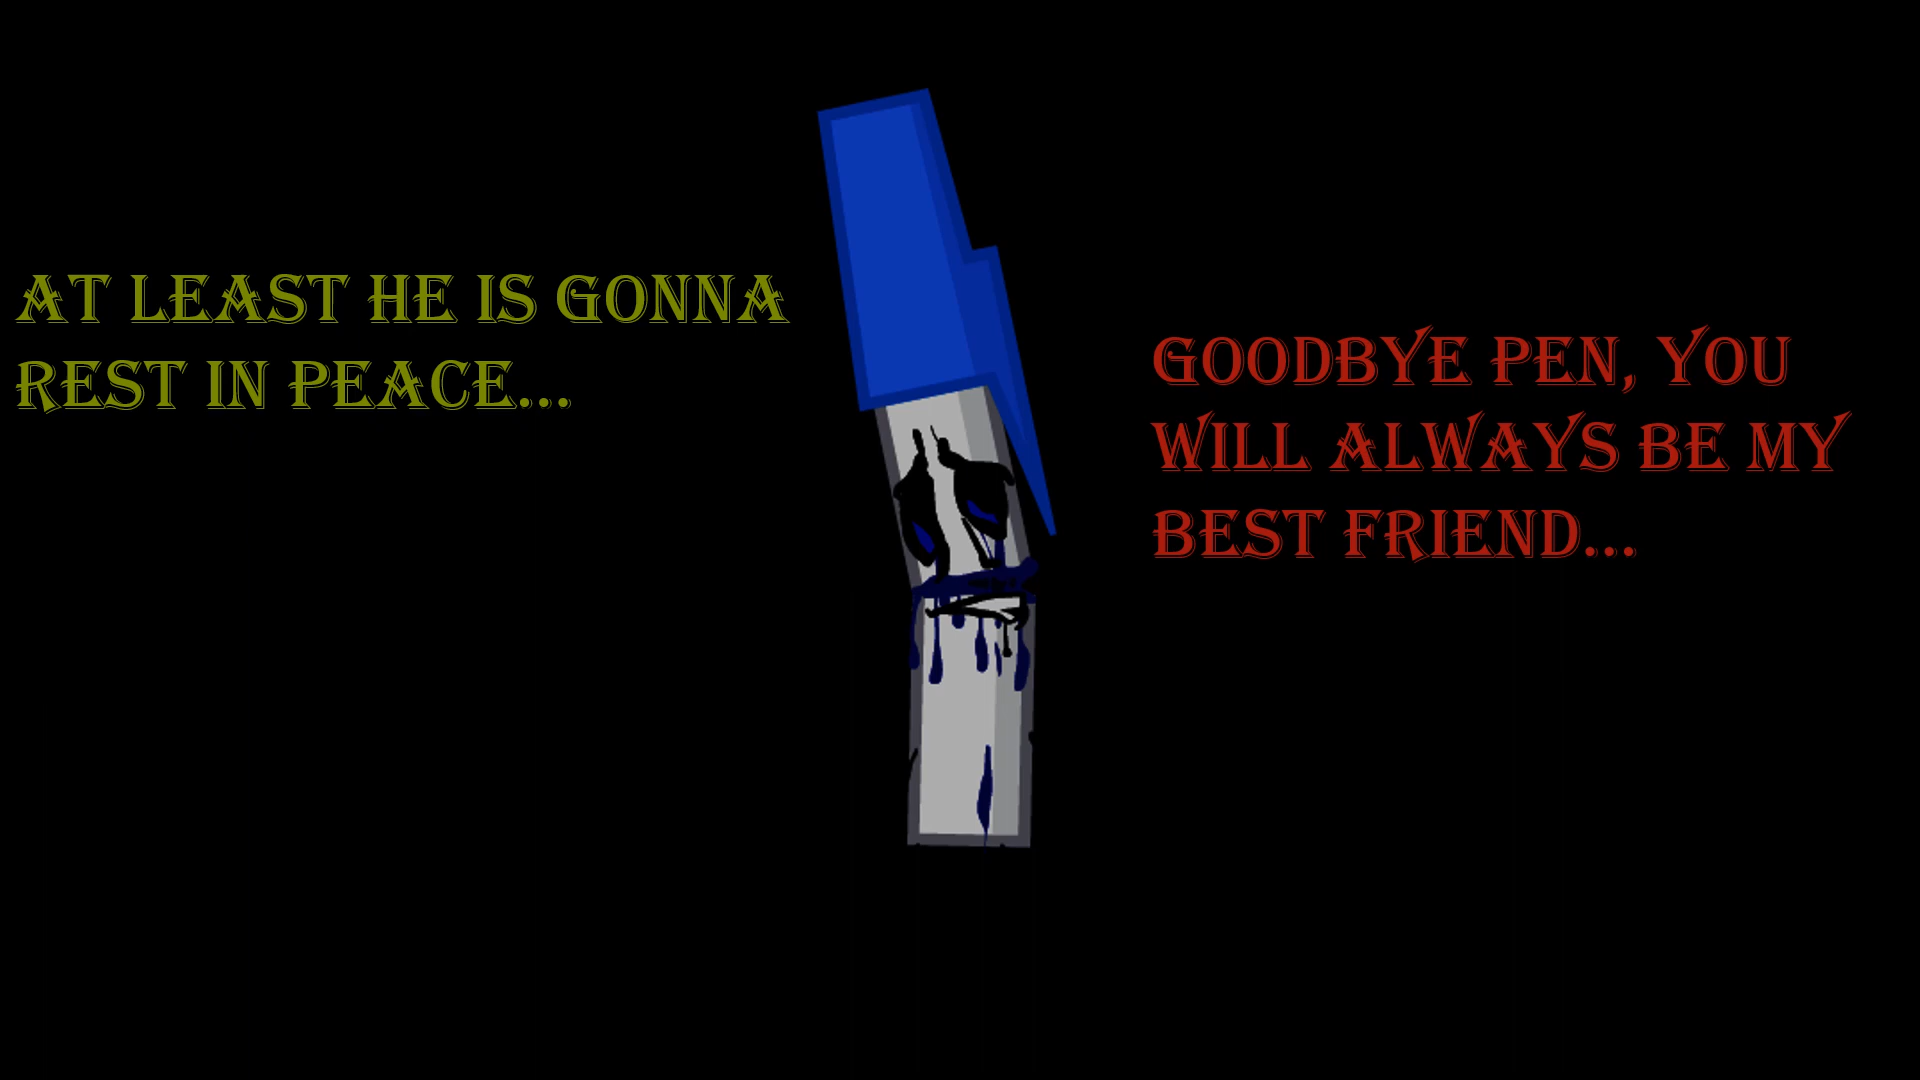 AT LEAST HE IS GONNA
REST IN PEACE...
GOODBYE PEN, YOU
WILL ALWAYS BE MY
BEST FRIEND...